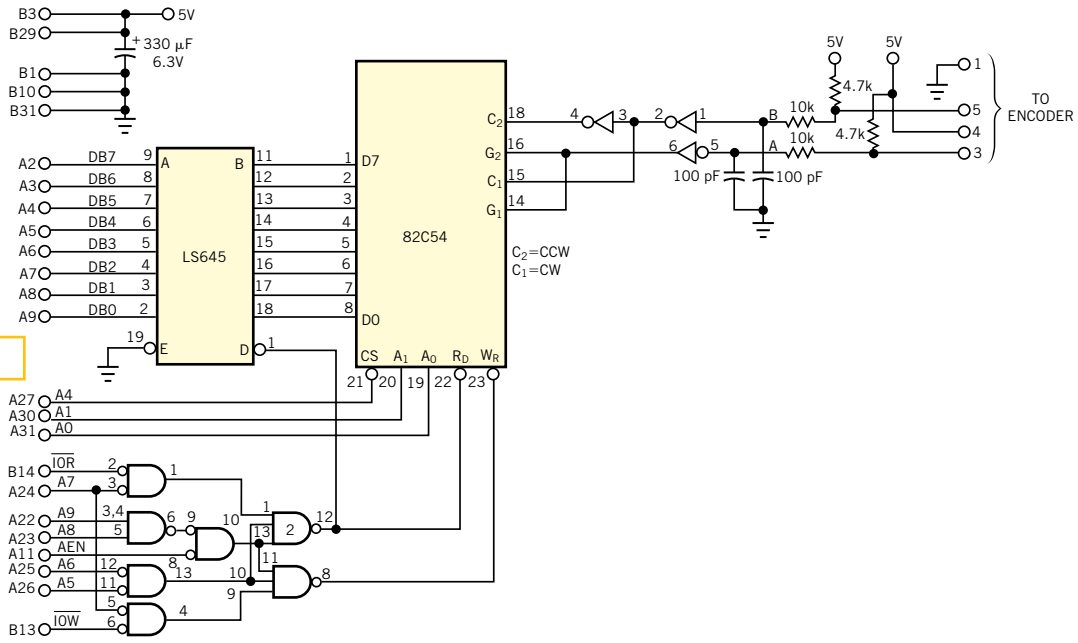 B3
5V
B29
+ 330 µF
6.3V
B1
B10
B31
5V
5V
4.7k
1
TO
ENCODER
C2 18
4
3
2
1
B
10k
5
4.7k
4
10k
G2 16
6
5
A
3
C1 15
100 pF
100 pF
G1 14
82C54
C2=CCW
C1=CW
A2 DB7 9 A B 11 1 D7
A3 DB6 8 12 2
A4 DB5 7 13 3
A5 DB4 6 14 4
A6 DB3 5 15 5
A7 DB2 4 16 6
A8 DB1 3 17 7
A9 DB0 2 18 8 D0
LS645
19 E D 1
CS A1 A0 RD WR
21 20 19 22 23
A27 A4
A30 A1
A31 A0
B14 IOR 2 1
A24 A7 3
A22 A9 3,4 6 9 10
A23 A8 5
A11 AEN 8
A25 A6 12 13
A26 A5 11
5 4
B13 IOW 6
1
13 2 12
11
10 8
9